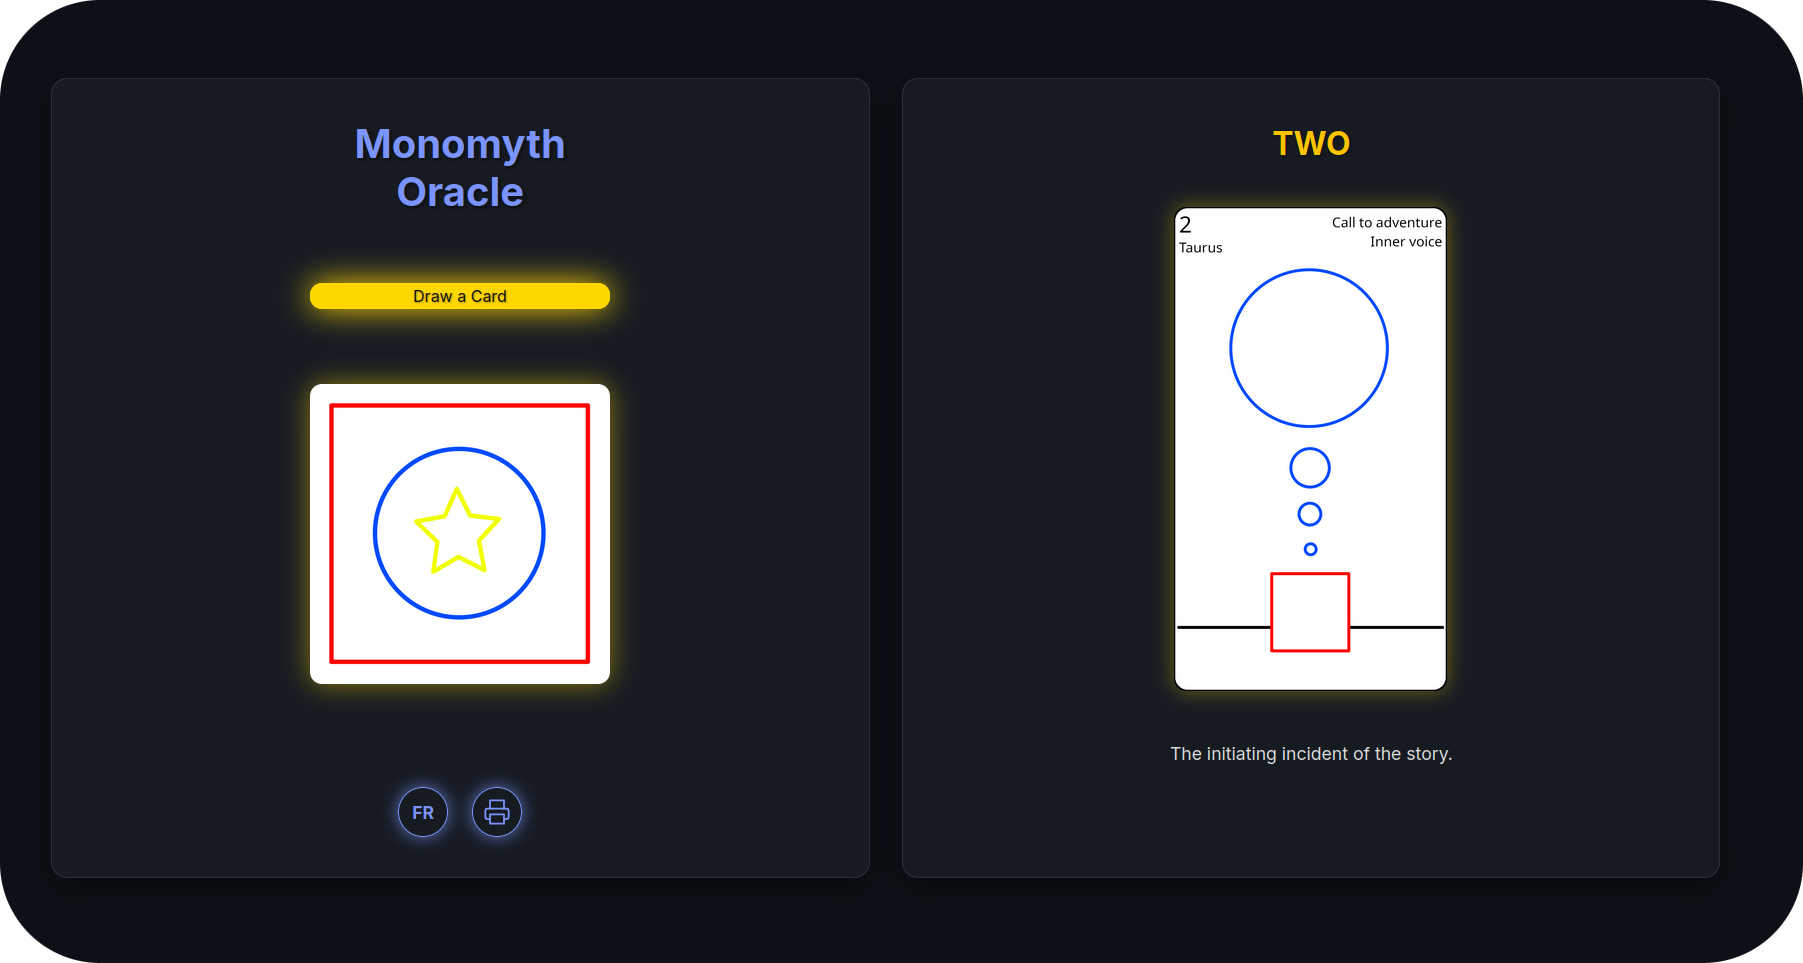 Monomyth
Oracle
Draw a Card
FR
TWO
2
Taurus
Call to adventure
Inner voice
The initiating incident of the story.